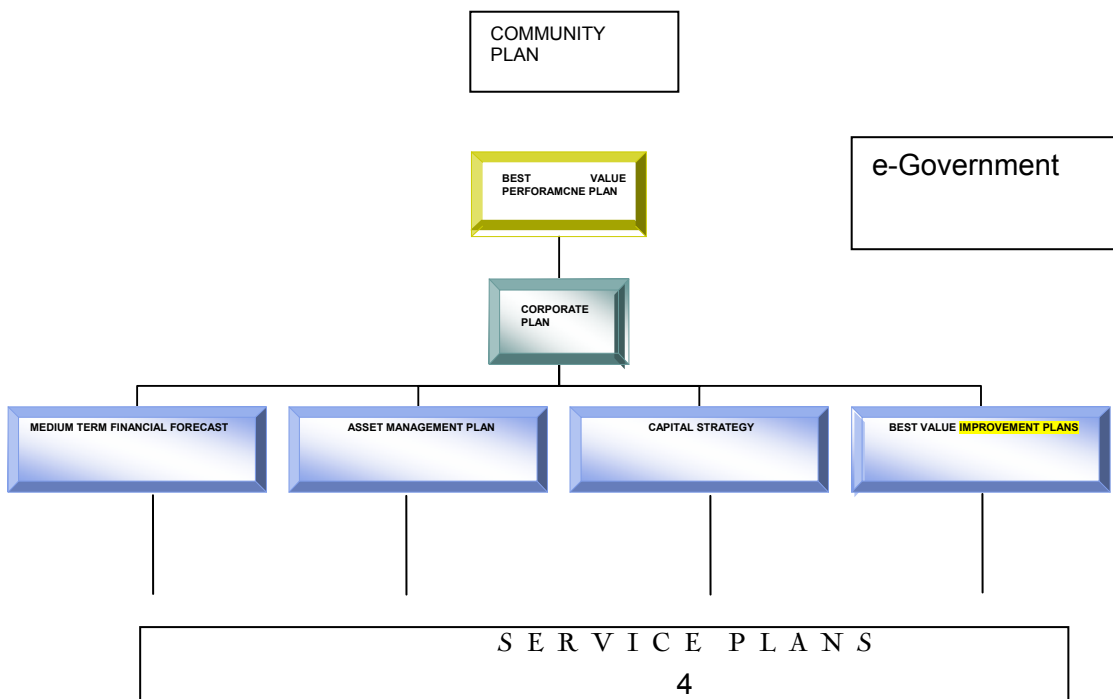 COMMUNITY
PLAN
e-Government
BEST VALUE
PERFORAMCNE PLAN
CORPORATE
PLAN
MEDIUM TERM FINANCIAL FORECAST
ASSET MANAGEMENT PLAN
CAPITAL STRATEGY
BEST VALUE IMPROVEMENT PLANS
S E R V I C E P L A N S
4